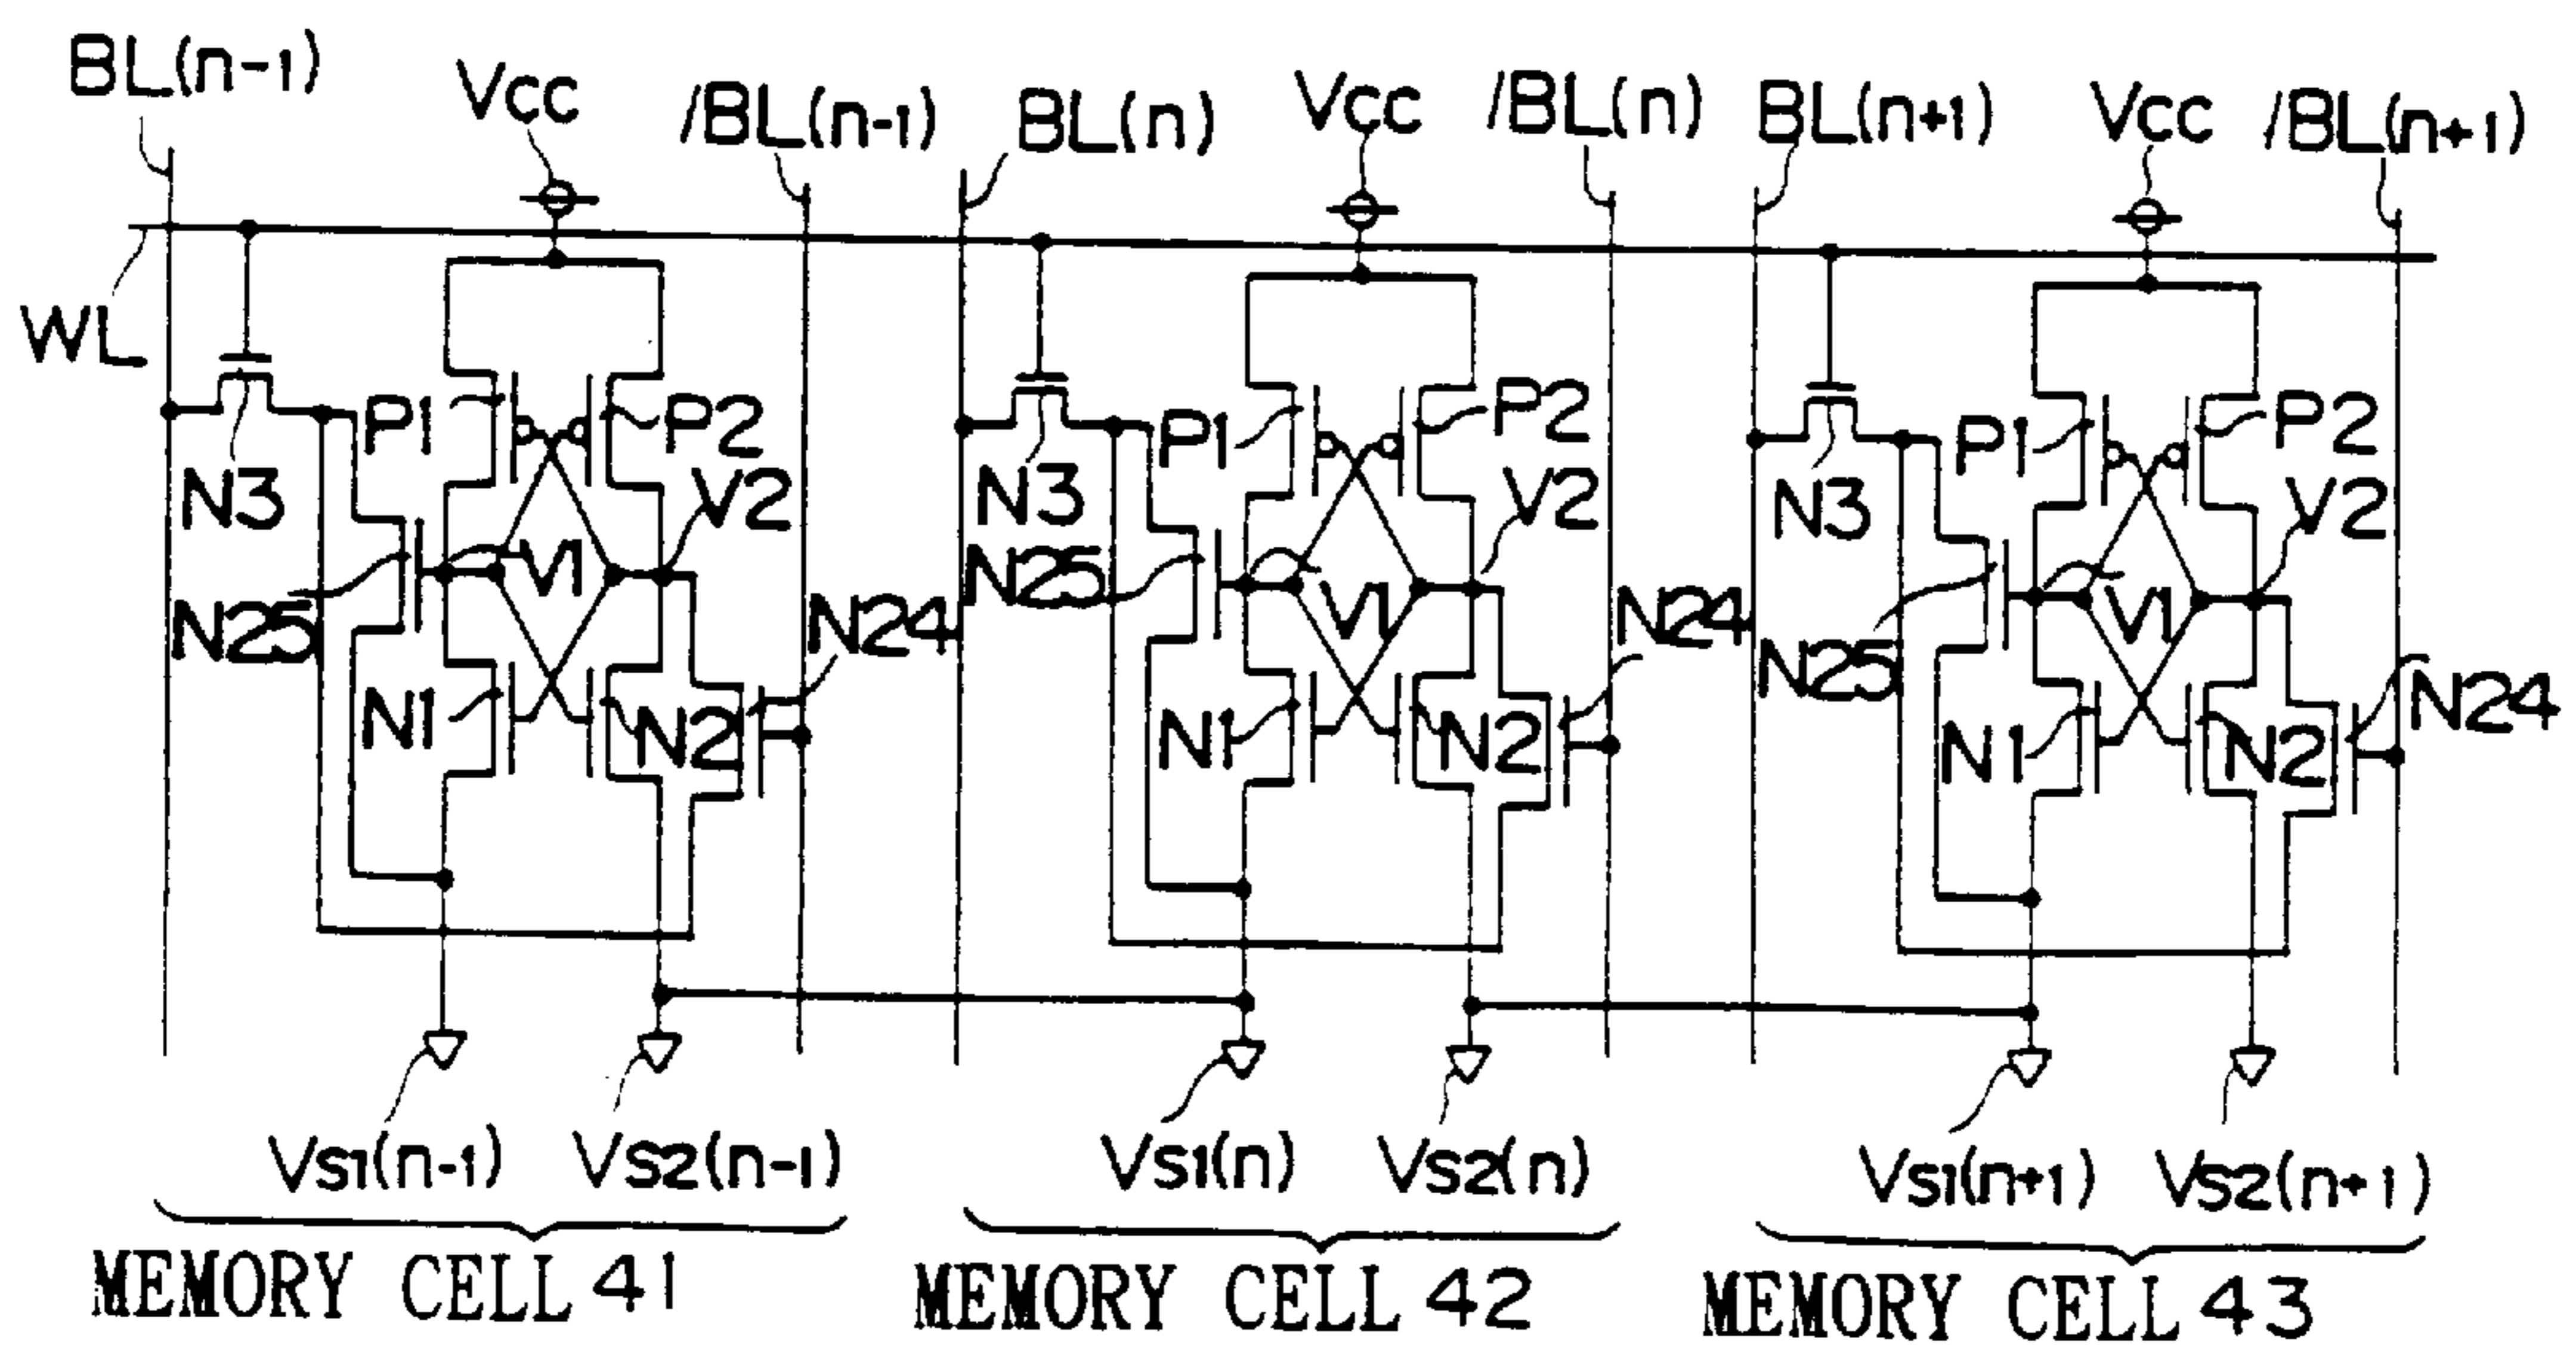 BL(n-1) Vcc /BL(n-1) BL(n) Vcc /BL(n) BL(n+1) Vcc /BL(n+1)
WL
P1 P2 P1 P2 P1 P2
N3 V2 N3 V2 N3 V2
N25 V1 N24 N25 V1 N24 N25 V1 N24
N1 N2 N1 N2 N1 N2
Vs1(n-1) Vs2(n-1) Vs1(n) Vs2(n) Vs1(n+1) Vs2(n+1)
MEMORY CELL 41 MEMORY CELL 42 MEMORY CELL 43